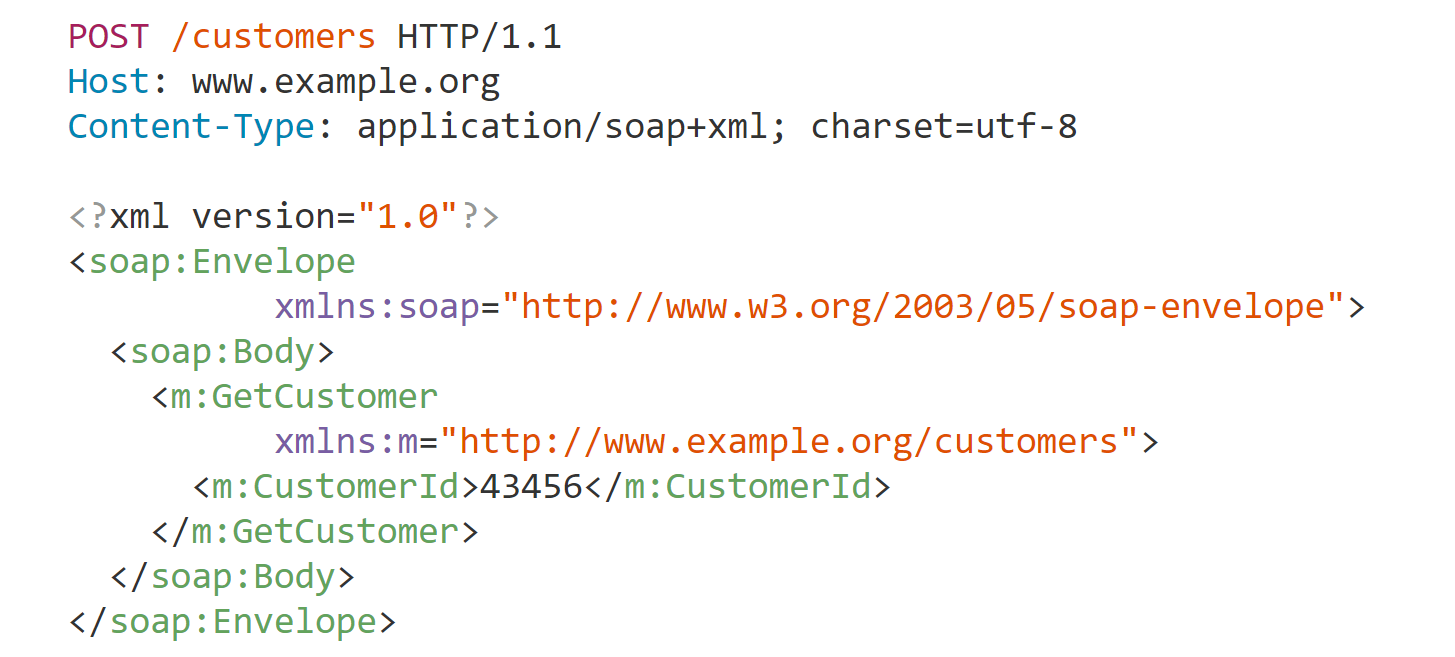 POST /customers HTTP/1.1
Host: www.example.org
Content-Type: application/soap+xml; charset=utf-8

<?xml version="1.0"?>
<soap:Envelope
          xmlns:soap="http://www.w3.org/2003/05/soap-envelope">
  <soap:Body>
    <m:GetCustomer
          xmlns:m="http://www.example.org/customers">
      <m:CustomerId>43456</m:CustomerId>
    </m:GetCustomer>
  </soap:Body>
</soap:Envelope>